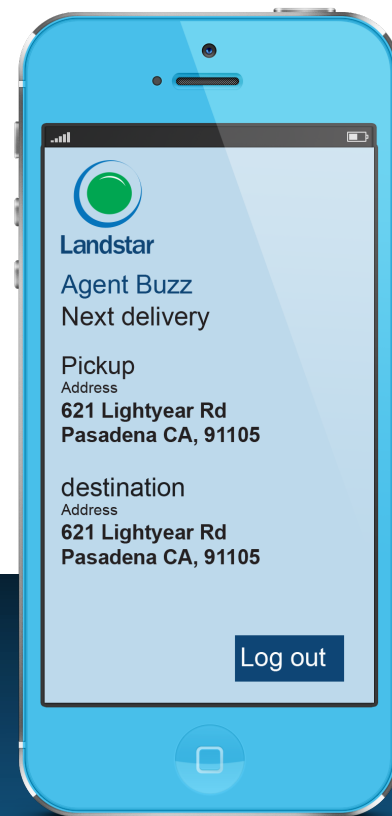 Landstar
Agent Buzz
Next delivery
Pickup
Address
621 Lightyear Rd
Pasadena CA, 91105
destination
Address
621 Lightyear Rd
Pasadena CA, 91105
Log out